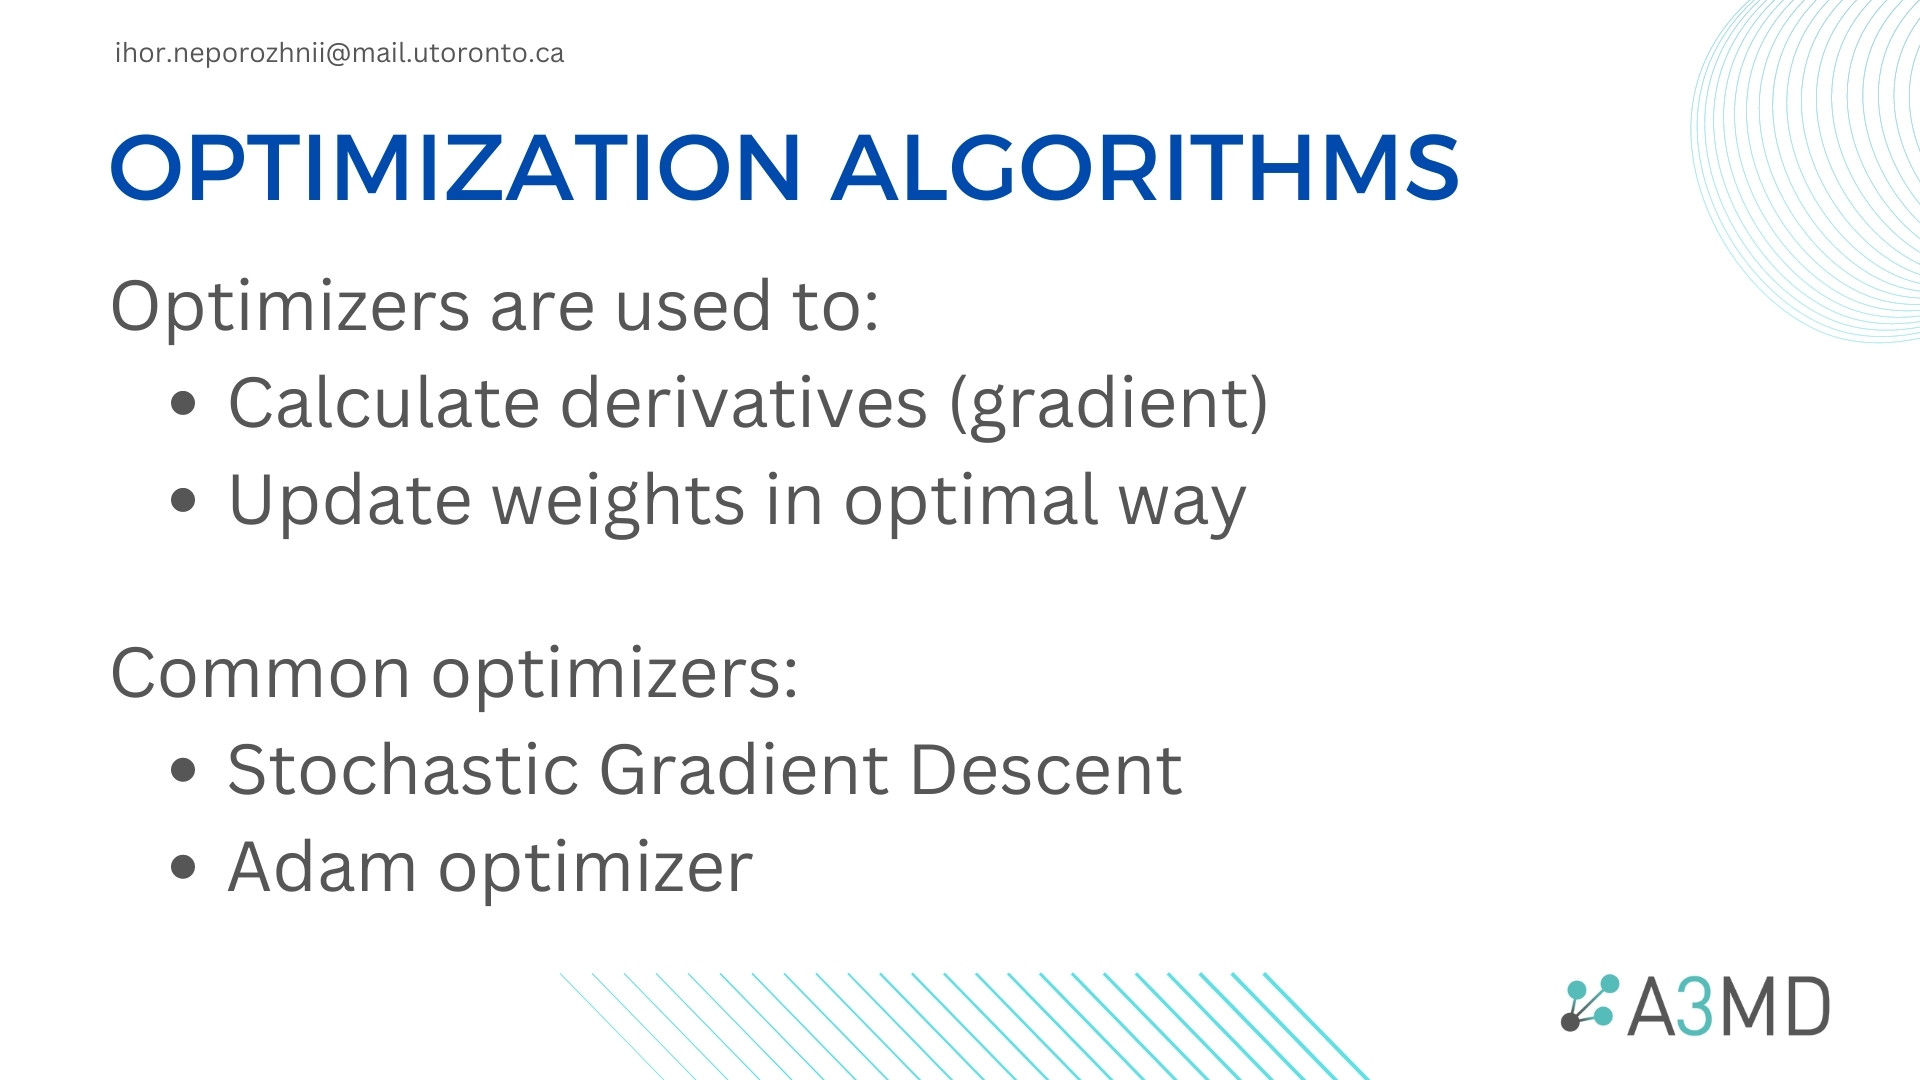 ihor.neporozhnii@mail.utoronto.ca
OPTIMIZATION ALGORITHMS
Optimizers are used to:
• Calculate derivatives (gradient)
• Update weights in optimal way
Common optimizers:
• Stochastic Gradient Descent
• Adam optimizer
A3MD